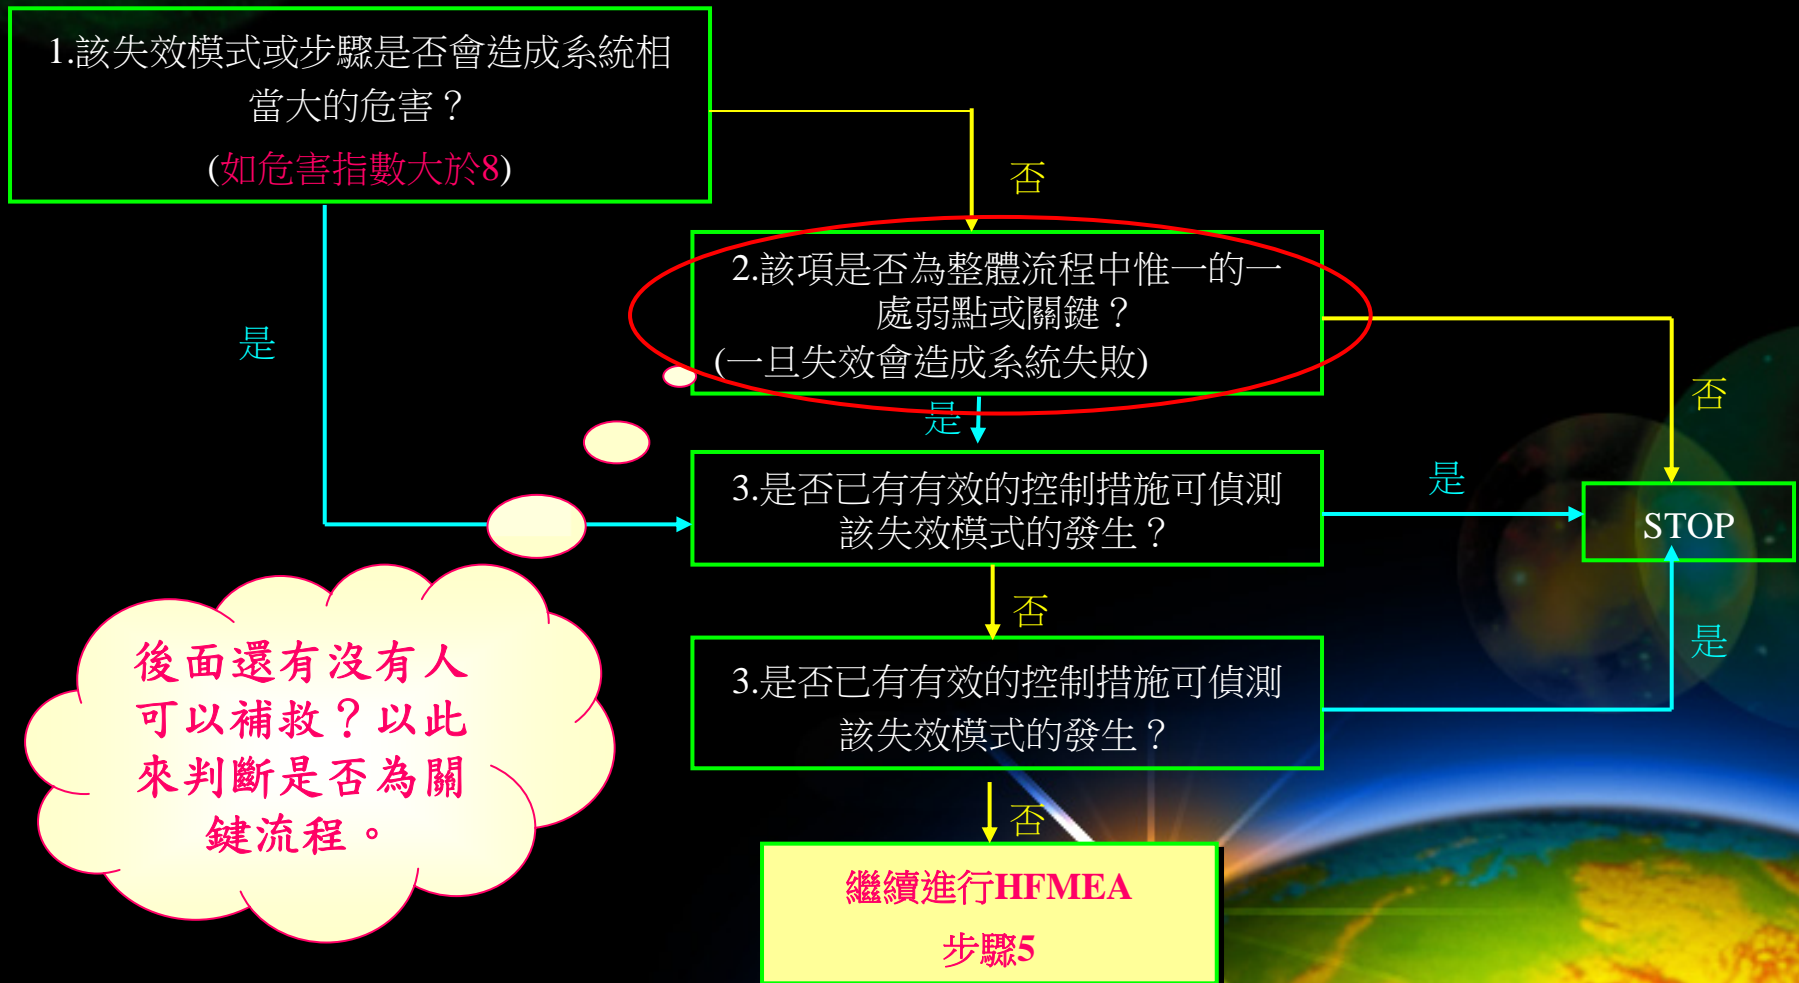 1.該失效模式或步驟是否會造成系統相
當大的危害？
(如危害指數大於8)
否
2.該項是否為整體流程中惟一的一
處弱點或關鍵？
(一旦失效會造成系統失敗)
是
否
是
3.是否已有有效的控制措施可偵測
該失效模式的發生？
是
STOP
否
3.是否已有有效的控制措施可偵測
該失效模式的發生？
是
後面還有沒有人
可以補救？以此
來判斷是否為關
鍵流程。
否
繼續進行HFMEA
步驟5